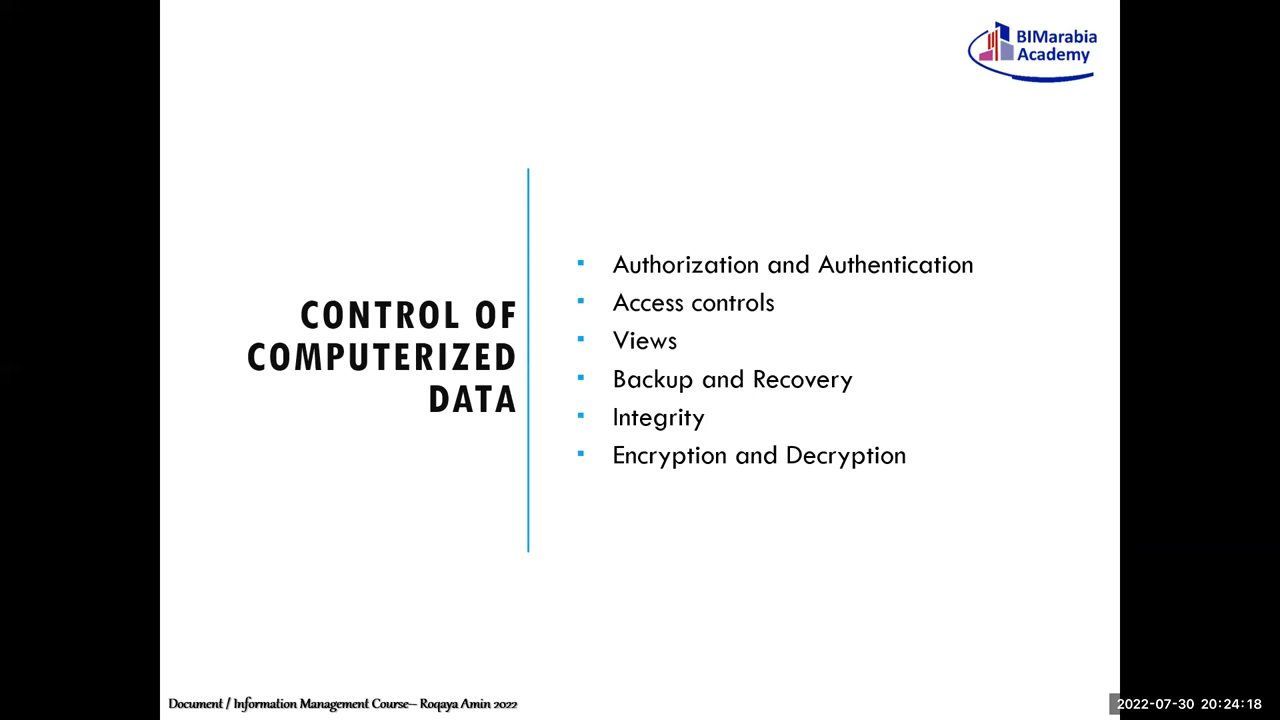 BIMarabia
Academy
CONTROL OF
COMPUTERIZED
DATA
Authorization and Authentication
Access controls
Views
Backup and Recovery
Integrity
Encryption and Decryption
Document / Information Management Course– Roqaya Amin 2022
2022-07-30 20:24:18